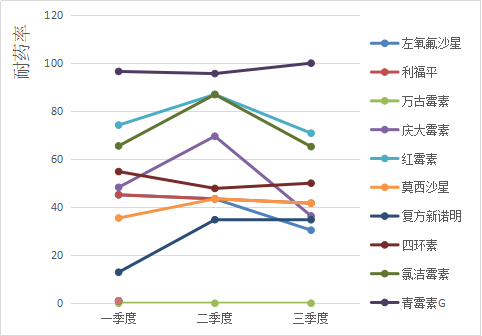 耐药率
120
100
80
60
40
20
0
一季度 二季度 三季度
左氧氟沙星
利福平
万古霉素
庆大霉素
红霉素
莫西沙星
复方新诺明
四环素
氯洁霉素
青霉素G